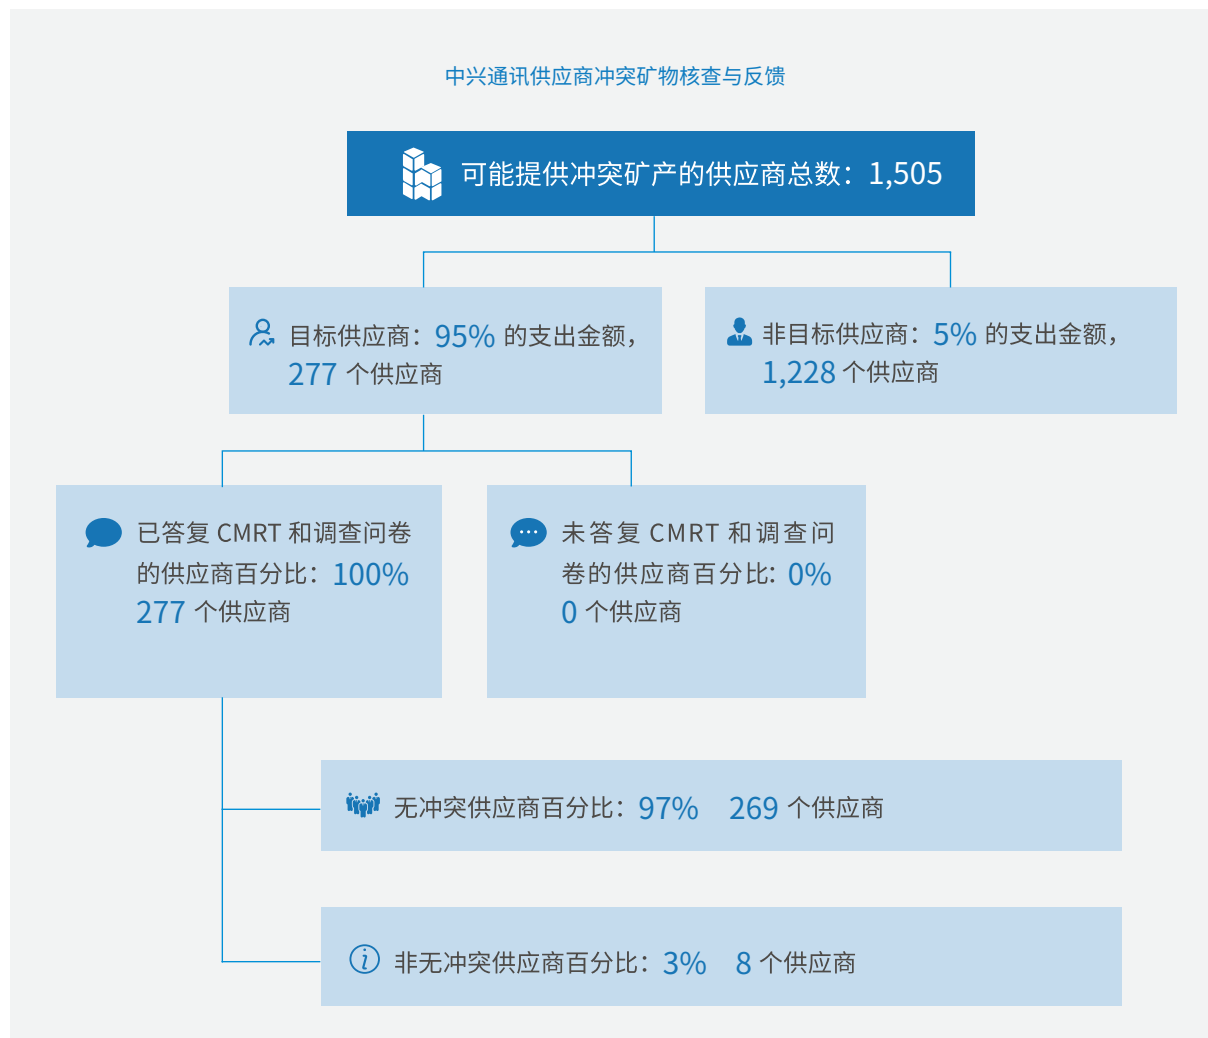 中兴通讯供应商冲突矿物核查与反馈
可能提供冲突矿产的供应商总数：1,505
目标供应商：95% 的支出金额，
277 个供应商
非目标供应商：5% 的支出金额，
1,228 个供应商
已答复 CMRT 和调查问卷
的供应商百分比：100%
277 个供应商
未答复 CMRT 和调查问
卷的供应商百分比：0%
0 个供应商
无冲突供应商百分比：97% 269 个供应商
非无冲突供应商百分比：3% 8 个供应商